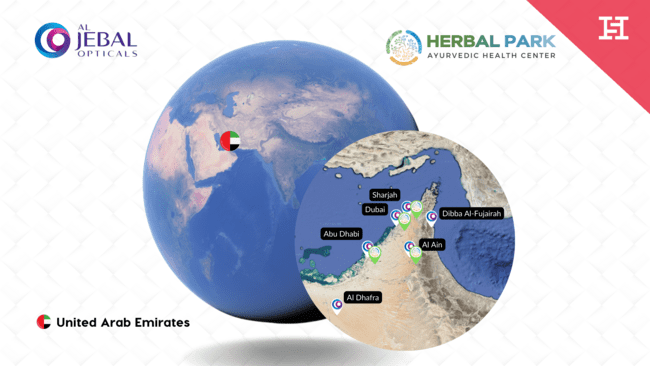 AL
JEBAL
OPTICALS
HERBAL PARK
AYURVEDIC HEALTH CENTER
Sharjah
Dubai
Dibba Al-Fujairah
Abu Dhabi
Al Ain
Al Dhafra
United Arab Emirates